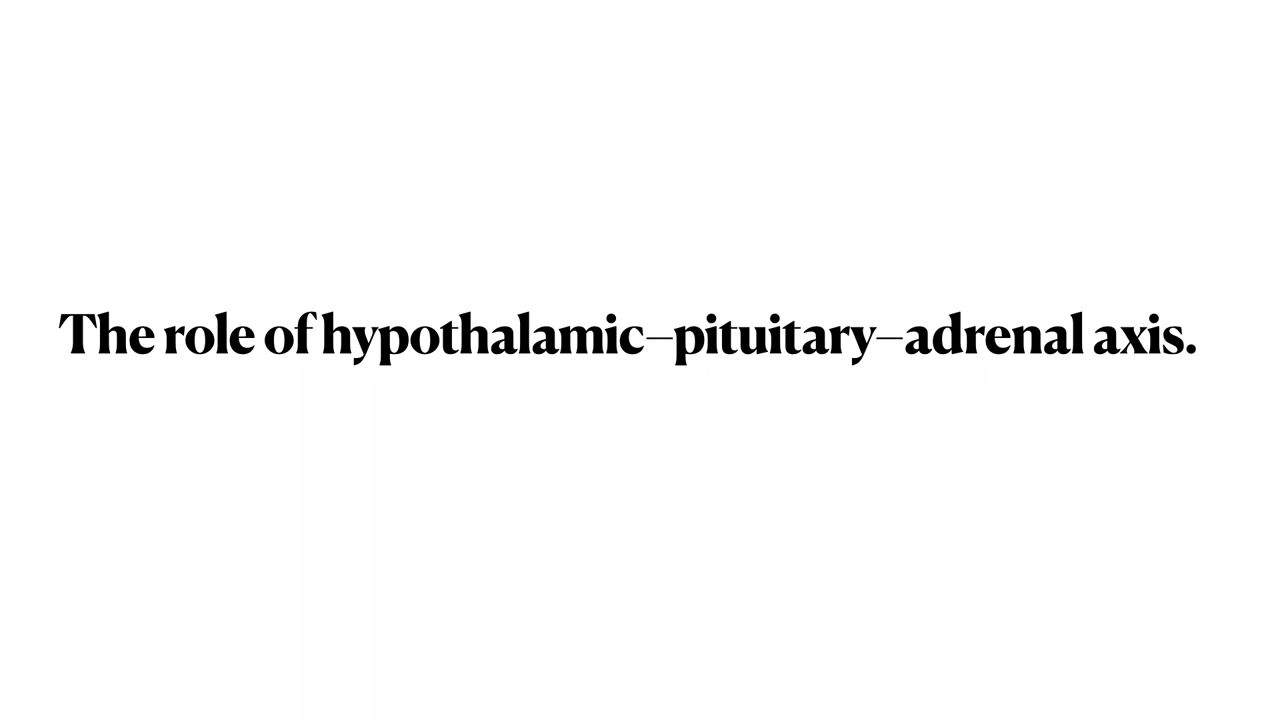 The role of hypothalamic–pituitary–adrenal axis.